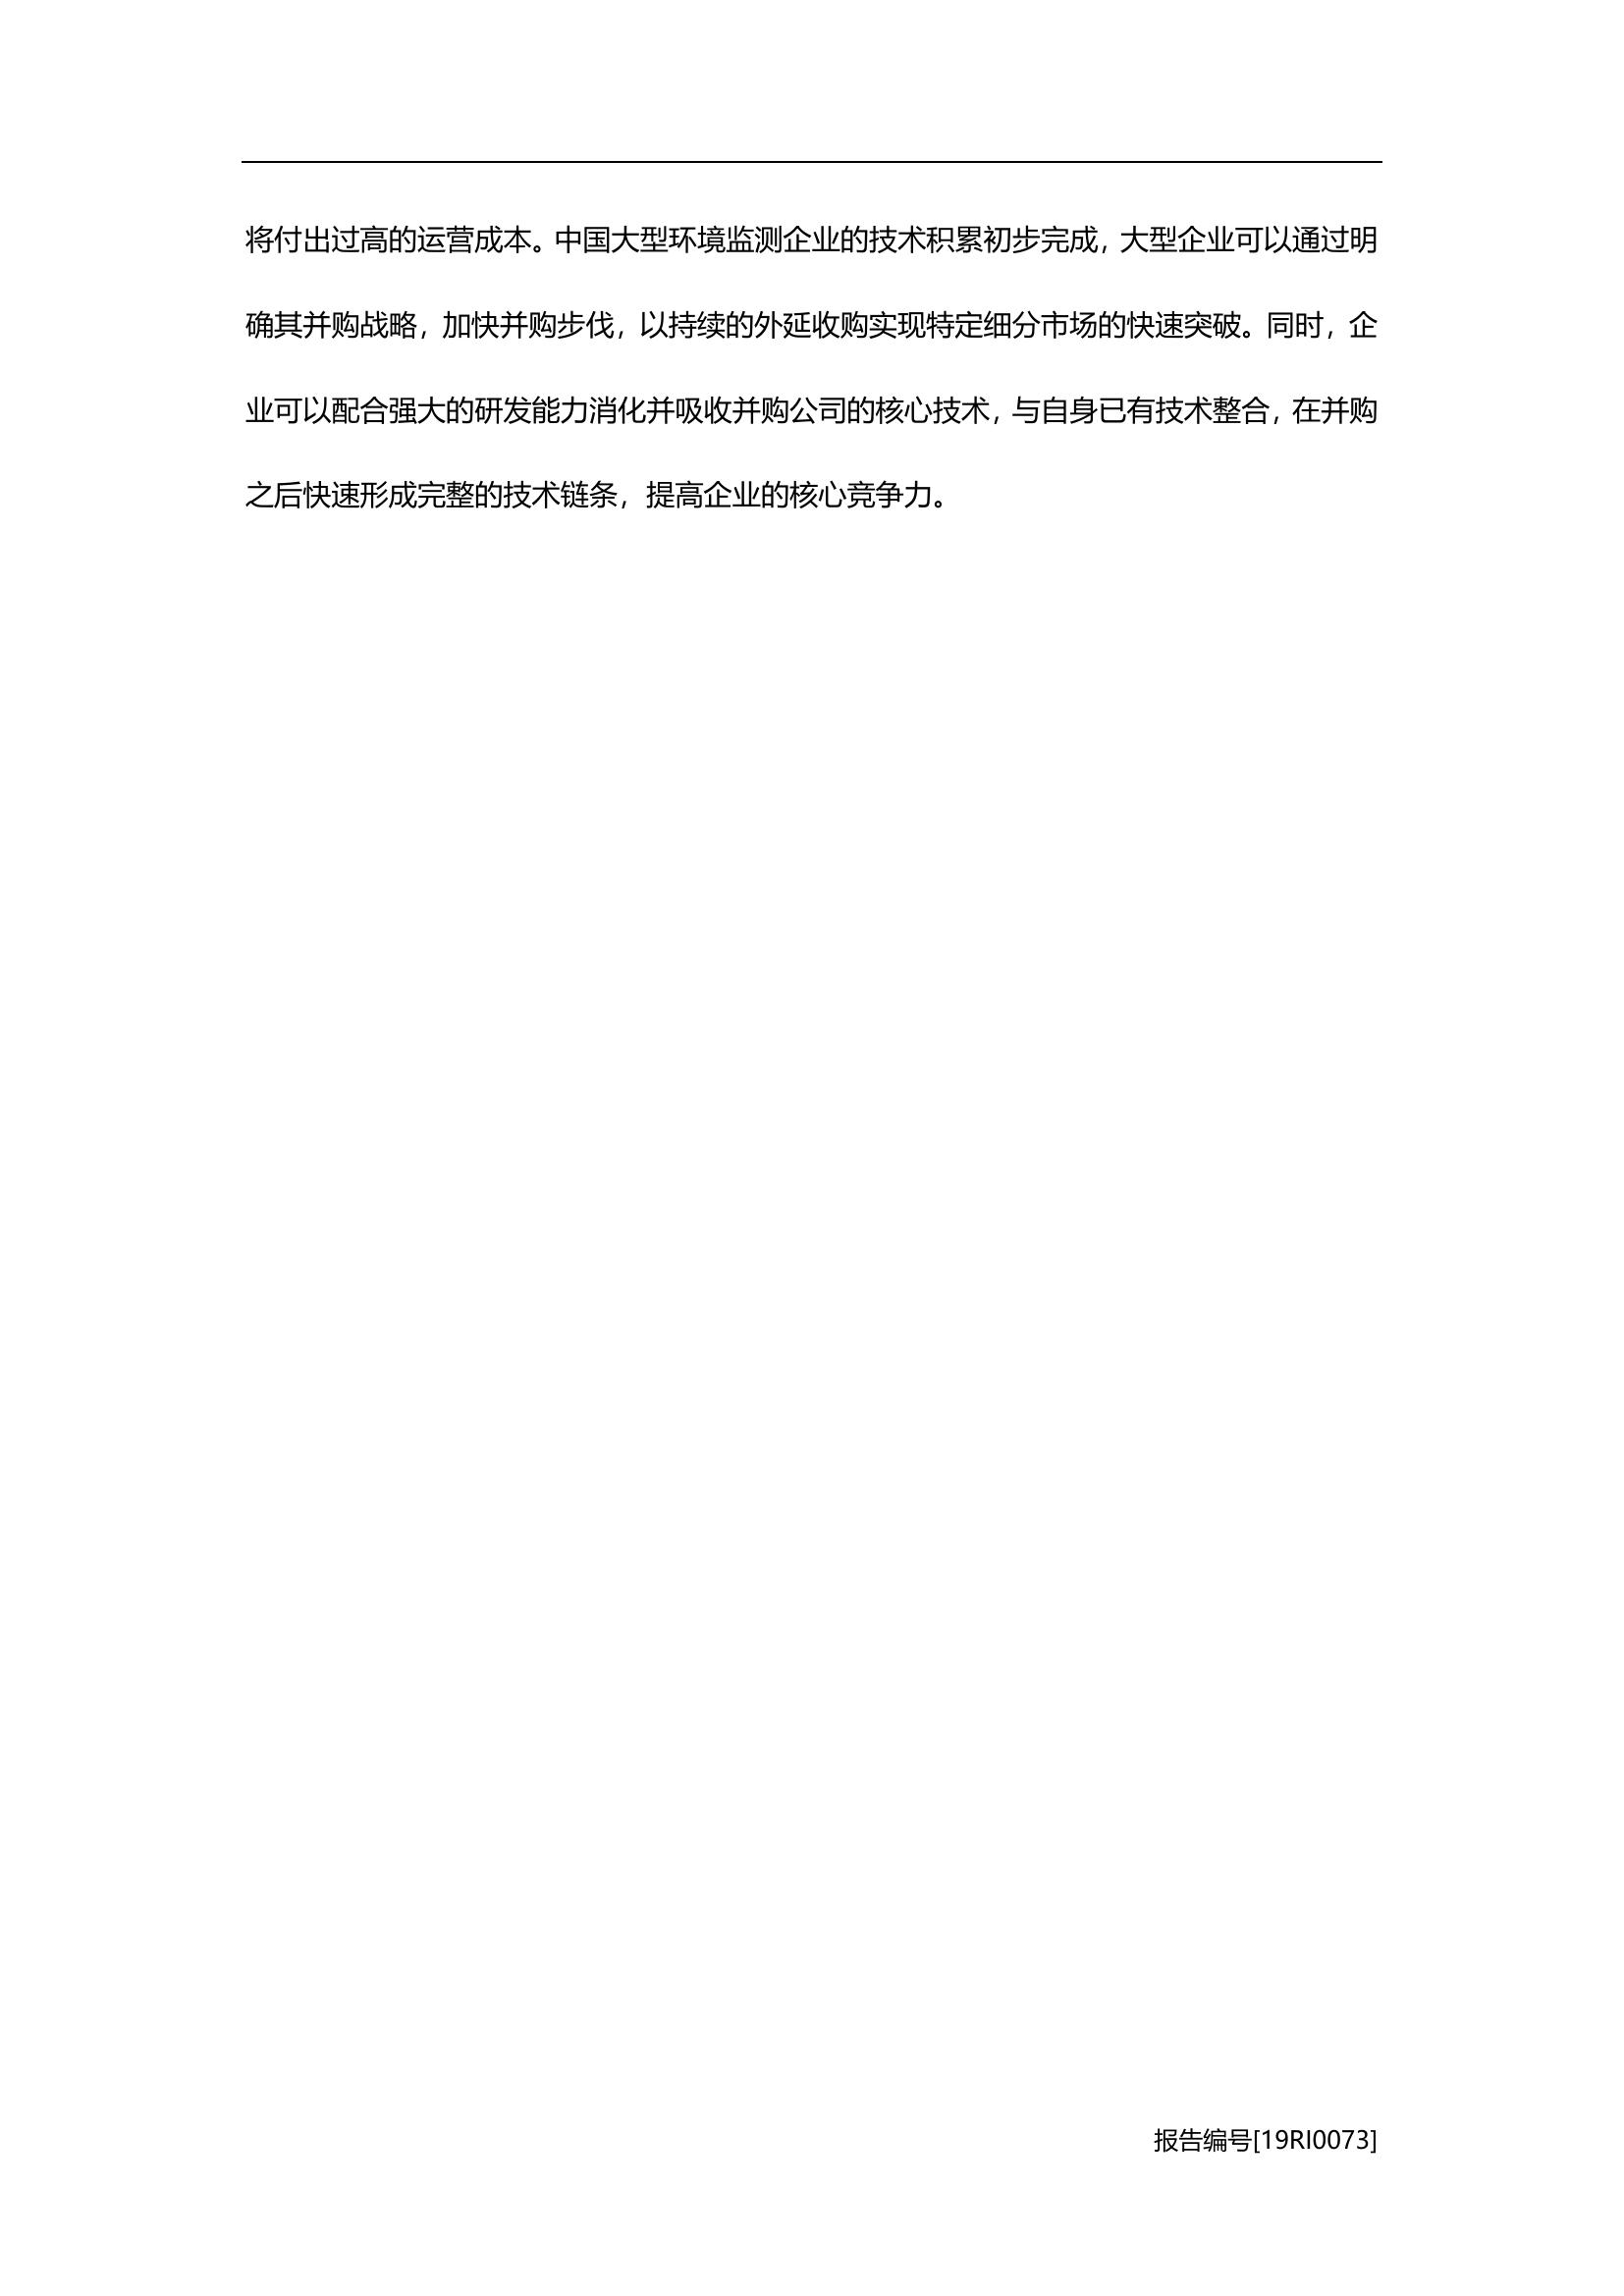 将付出过高的运营成本。中国大型环境监测企业的技术积累初步完成，大型企业可以通过明
确其并购战略，加快并购步伐，以持续的外延收购实现特定细分市场的快速突破。同时，企
业可以配合强大的研发能力消化并吸收并购公司的核心技术，与自身已有技术整合，在并购
之后快速形成完整的技术链条，提高企业的核心竞争力。
报告编号[19RI0073]